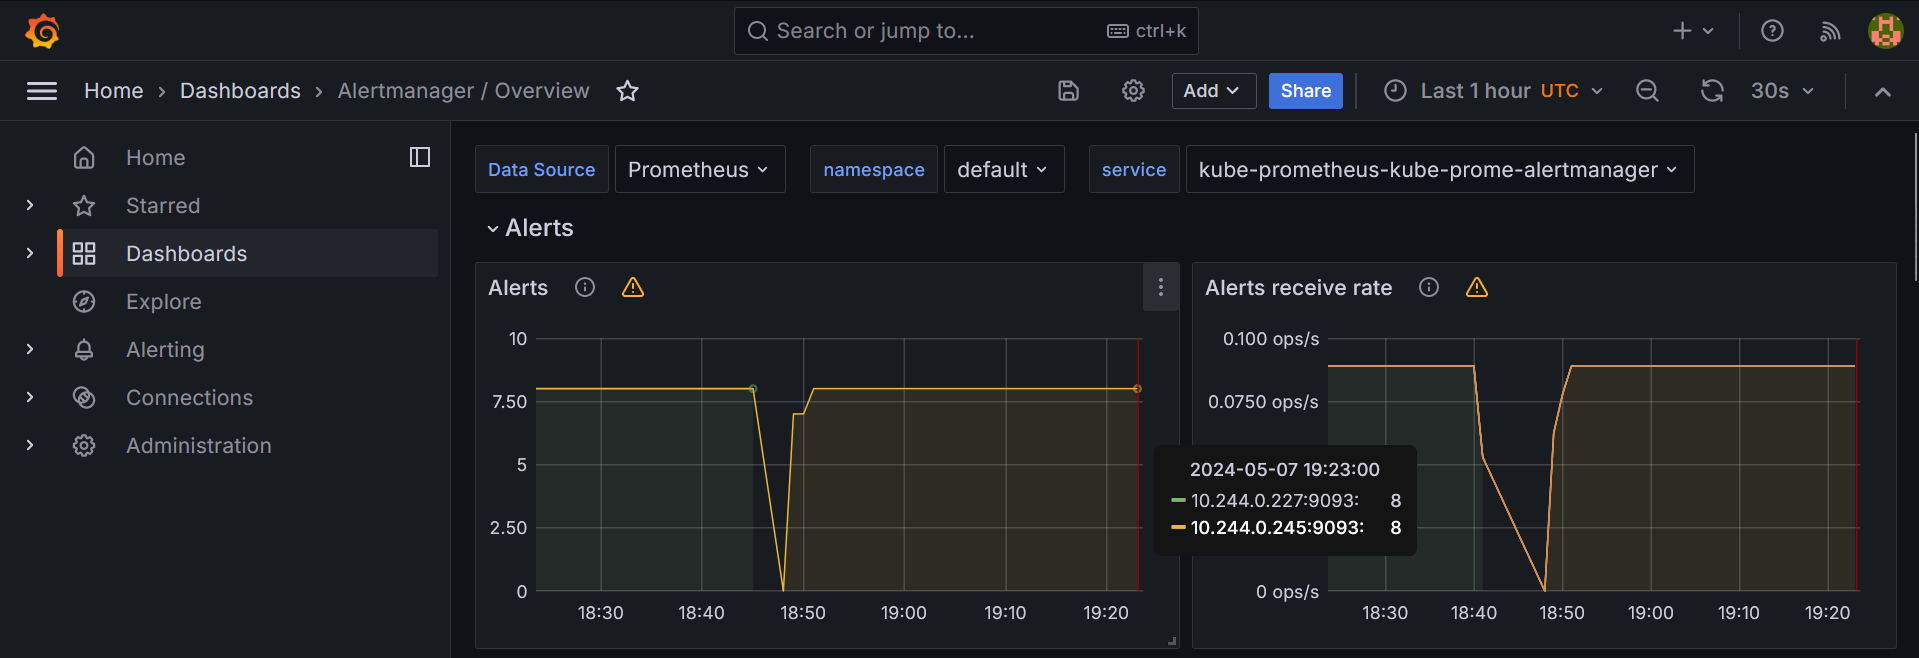 Search or jump to... ctrl+k
Home › Dashboards › Alertmanager / Overview Add Share Last 1 hour UTC 30s
Home
Starred
Dashboards
Explore
Alerting
Connections
Administration
Data Source Prometheus namespace default service kube-prometheus-kube-prome-alertmanager
Alerts
Alerts
10
7.50
5
2.50
0
18:30 18:40 18:50 19:00 19:10 19:20
Alerts receive rate
0.100 ops/s
0.0750 ops/s
0 ops/s
18:30 18:40 18:50 19:00 19:10 19:20
2024-05-07 19:23:00
10.244.0.227:9093: 8
10.244.0.245:9093: 8